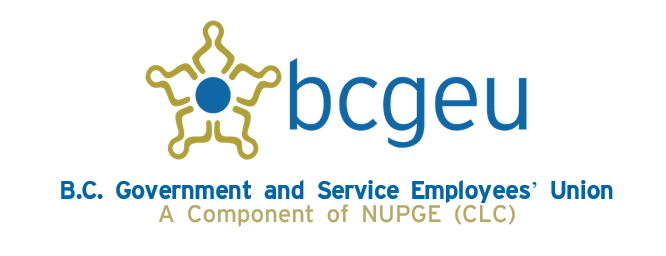 bcgeu
B.C. Government and Service Employees’ Union
A Component of NUPGE (CLC)